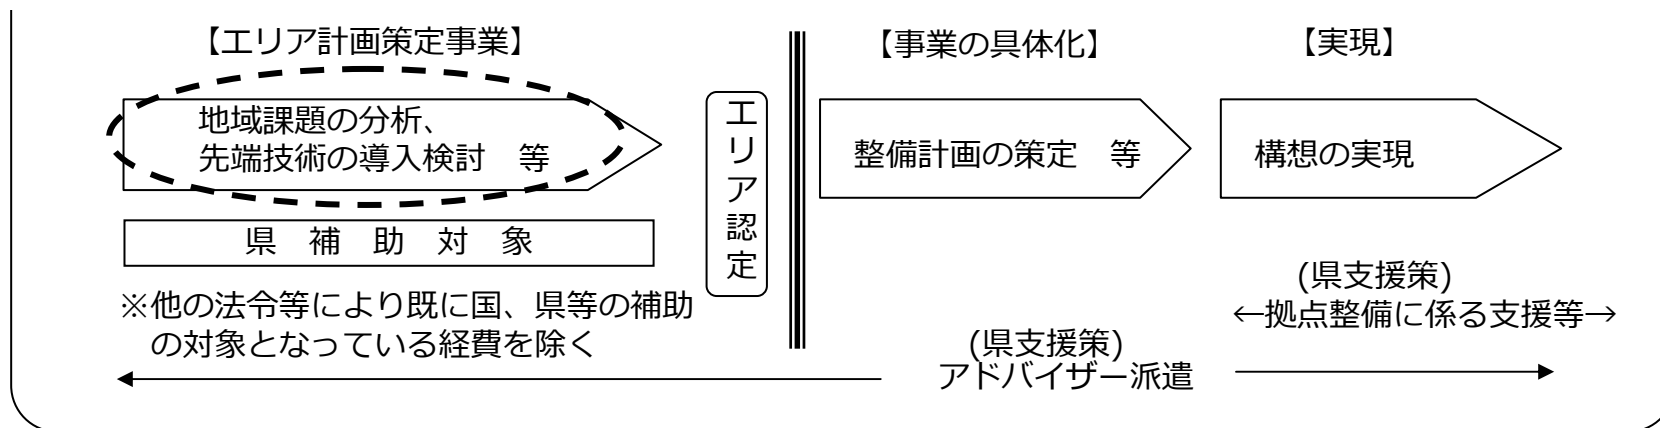 【エリア計画策定事業】
地域課題の分析、
先端技術の導入検討　等
県　補　助　対　象
※他の法令等により既に国、県等の補助
の対象となっている経費を除く
エリア認定
【事業の具体化】
整備計画の策定　等
【実現】
構想の実現
(県支援策)
←拠点整備に係る支援等→
(県支援策)
アドバイザー派遣